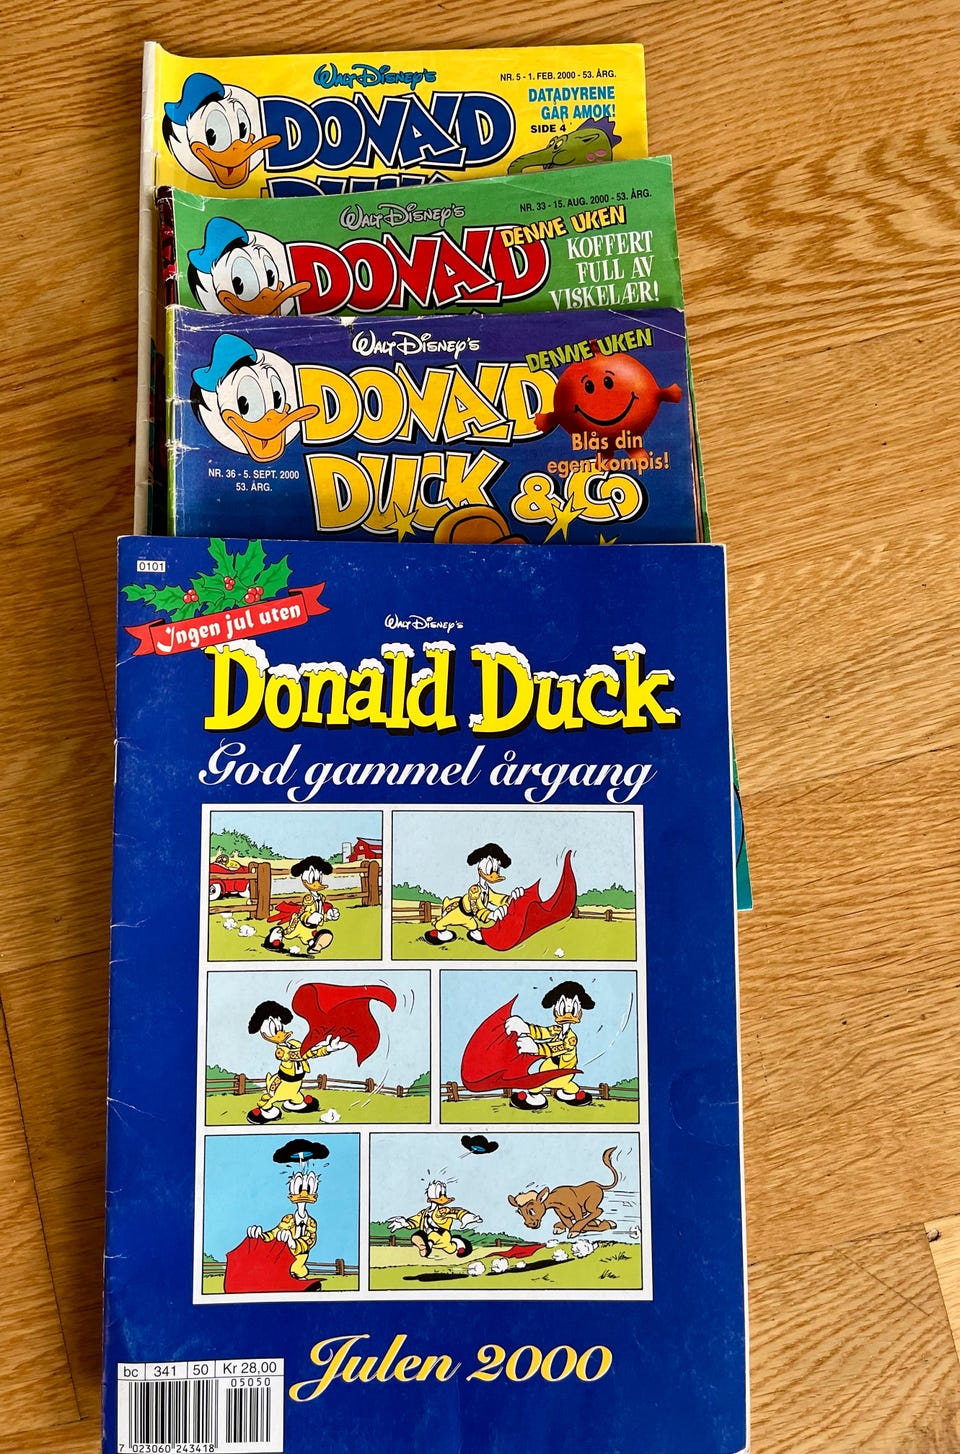 WALT DISNEY'S
NR. 5 - 1. FEB. 2000 - 53. ÅRG.
DONALD
DATADYRENE
GÅR AMOK!
SIDE 4
WALT DISNEY'S
NR. 33 - 15. AUG. 2000 - 53. ÅRG.
DONALD
DENNE UKEN
KOFFERT
FULL AV
VISKELÆR!
WALT DISNEY'S
DENNE UKEN
DONALD
Blås din
egen kompis!
NR. 36 - 5. SEPT. 2000
53. ÅRG.
DUCK & Co
0101
Ingen jul uten
WALT DISNEY'S
Donald Duck
God gammel årgang
Julen 2000
bc 341 50 Kr 28,00
05050
7 023060 243418